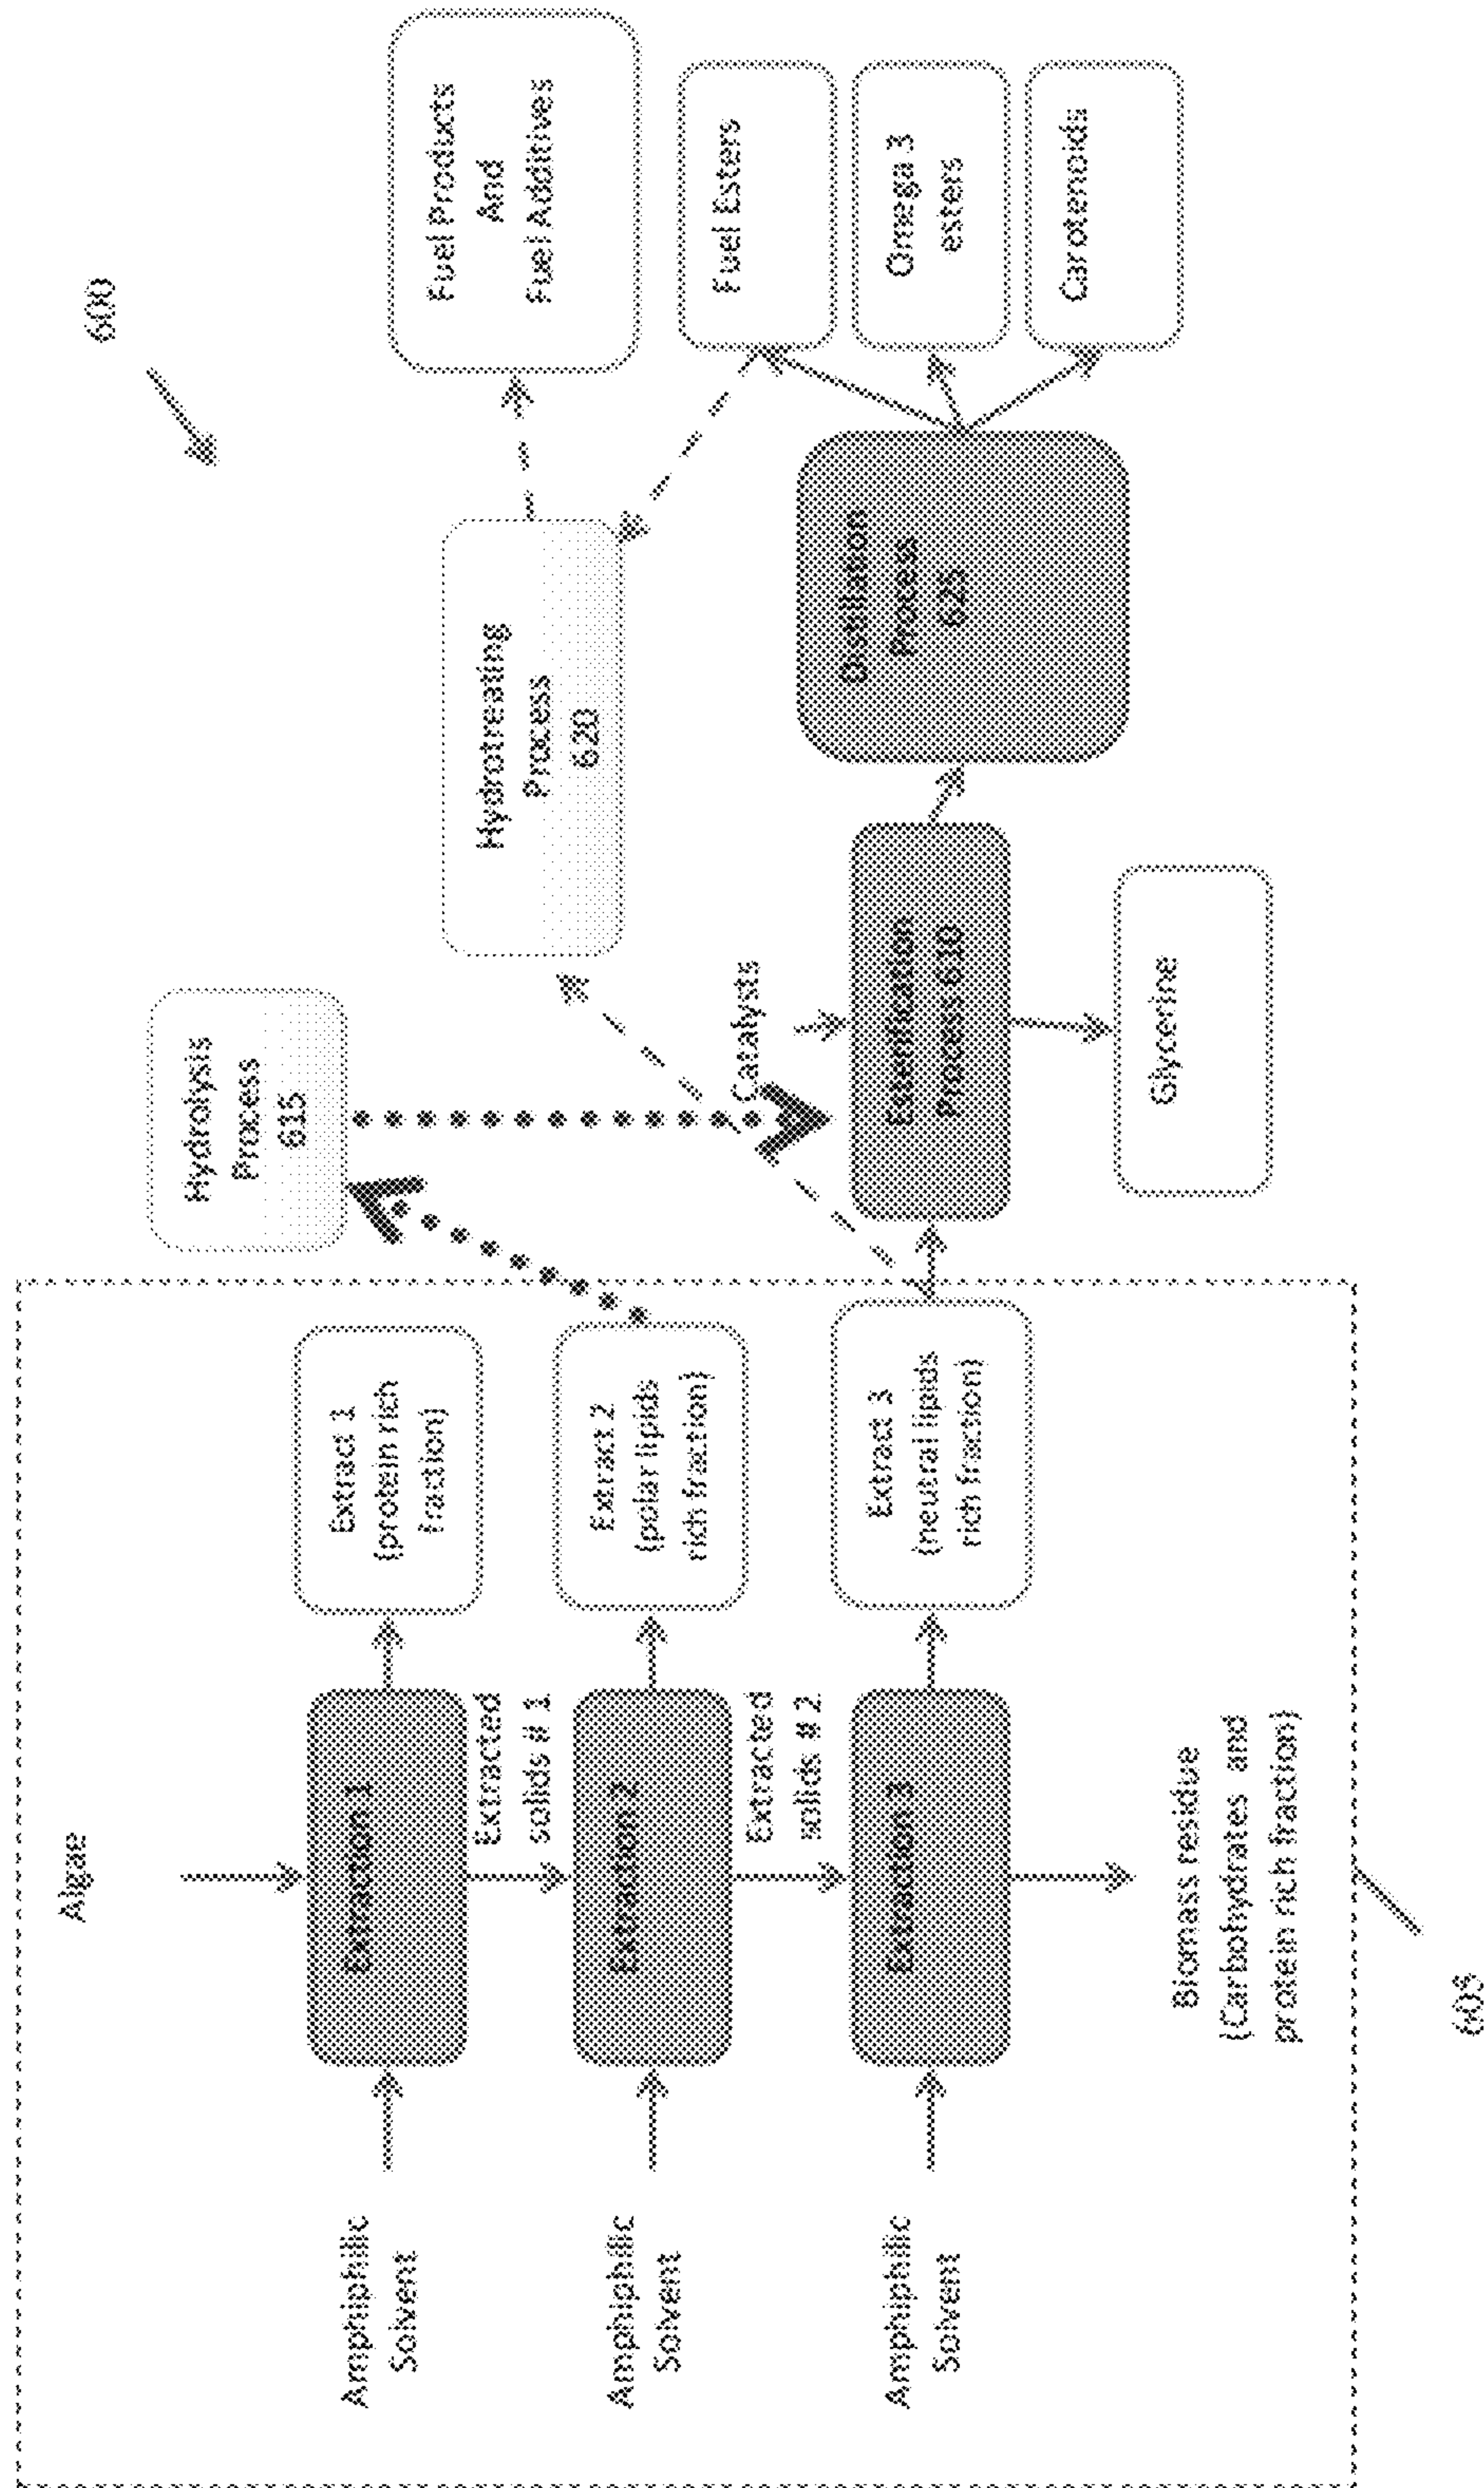 600
Algae
Amphiphilic
Solvent
Extraction 1
Extract 1
(protein rich
fraction)
Extracted
solids # 1
Amphiphilic
Solvent
Extraction 2
Extract 2
(polar lipids
rich fraction)
Extracted
solids # 2
Amphiphilic
Solvent
Extraction 3
Extract 3
(neutral lipids
rich fraction)
Biomass residue
(Carbohydrates and
protein rich fraction)
605
Hydrolysis
Process
615
Catalysts
Esterification
Process 610
Glycerine
Hydrotreating
Process
620
Distillation
Process
625
Fuel Products
And
Fuel Additives
Fuel Esters
Omega 3
esters
Carotenoids